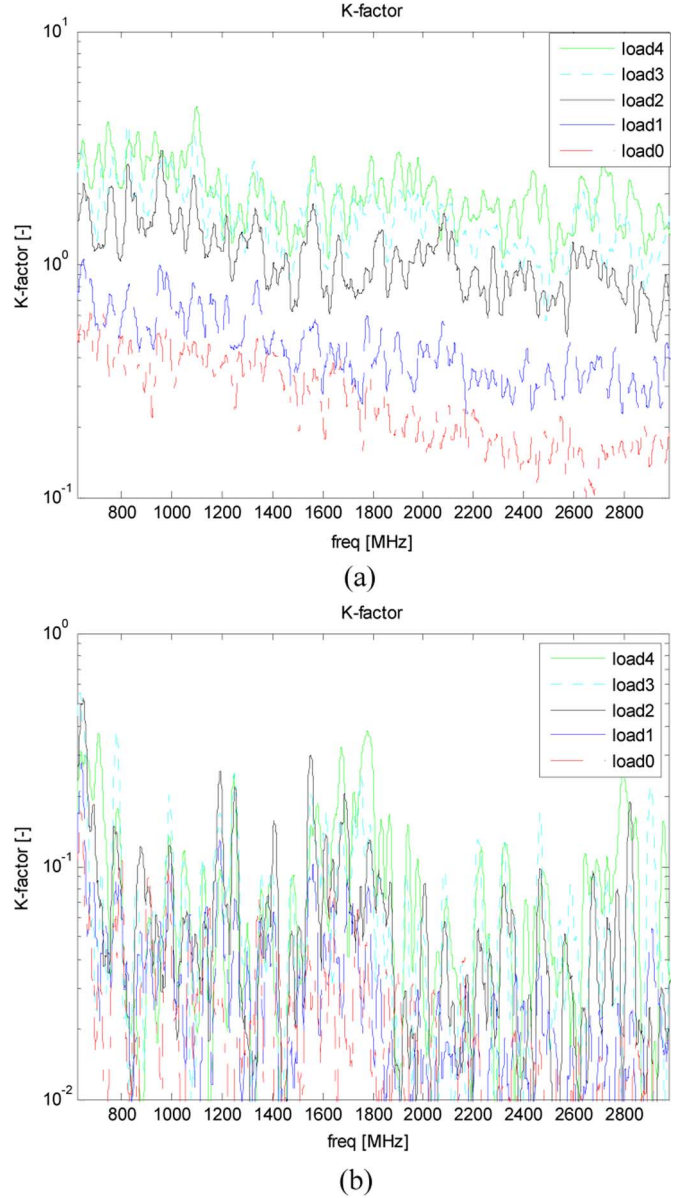 K-factor
10^1
load4
load3
load2
load1
load0
K-factor [-]
10^0
10^-1
800 1000 1200 1400 1600 1800 2000 2200 2400 2600 2800
freq [MHz]
(a)
K-factor
10^0
load4
load3
load2
load1
load0
K-factor [-]
10^-1
10^-2
800 1000 1200 1400 1600 1800 2000 2200 2400 2600 2800
freq [MHz]
(b)